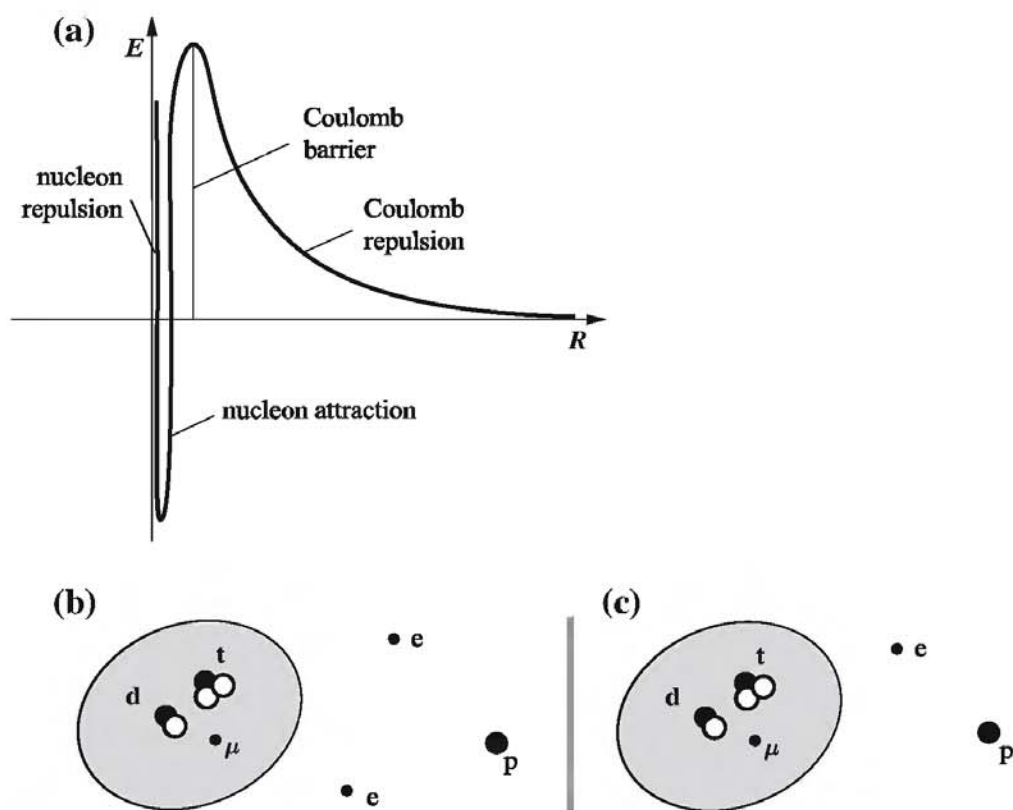 (a)
E
Coulomb
barrier
nucleon
repulsion
Coulomb
repulsion
R
nucleon attraction
(b)
e
t
d
μ
p
e
(c)
e
t
d
μ
p